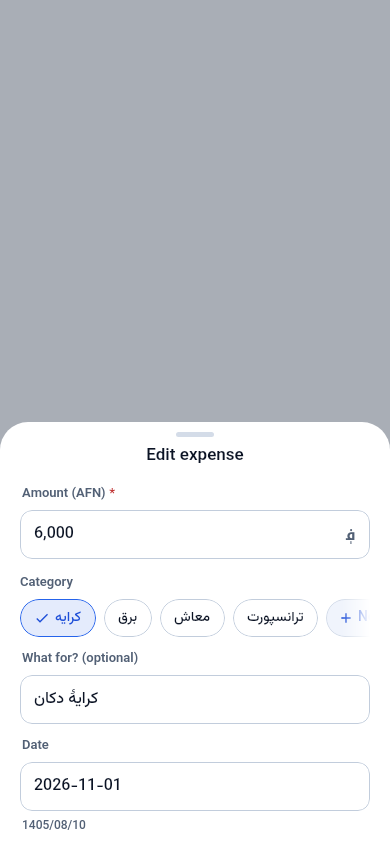 Edit expense
Amount (AFN) *
6,000 ؋
Category
کرایه برق معاش ترانسپورت + N
What for? (optional)
کرایهٔ دکان
Date
2026-11-01
1405/08/10